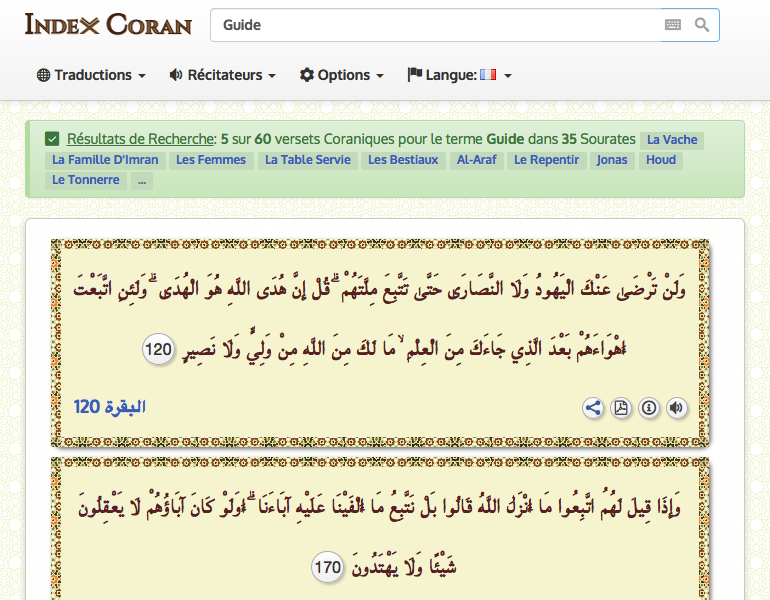 Index Coran
Guide
Traductions Récitateurs Options Langue:
Résultats de Recherche: 5 sur 60 versets Coraniques pour le terme Guide dans 35 Sourates La Vache
La Famille D'Imran Les Femmes La Table Servie Les Bestiaux Al-Araf Le Repentir Jonas Houd
Le Tonnerre ...
وَلَنْ تَرْضَىٰ عَنْكَ الْيَهُودُ وَلَا النَّصَارَىٰ حَتَّىٰ تَتَّبِعَ مِلَّتَهُمْ ۗ قُلْ إِنَّ هُدَى اللَّهِ هُوَ الْهُدَىٰ ۗ وَلَئِنِ اتَّبَعْتَ
أَهْوَاءَهُمْ بَعْدَ الَّذِي جَاءَكَ مِنَ الْعِلْمِ ۙ مَا لَكَ مِنَ اللَّهِ مِنْ وَلِيٍّ وَلَا نَصِيرٍ 120
البقرة 120
وَإِذَا قِيلَ لَهُمُ اتَّبِعُوا مَا أَنْزَلَ اللَّهُ قَالُوا بَلْ نَتَّبِعُ مَا أَلْفَيْنَا عَلَيْهِ آبَاءَنَا ۗ أَوَلَوْ كَانَ آبَاؤُهُمْ لَا يَعْقِلُونَ
شَيْئًا وَلَا يَهْتَدُونَ 170